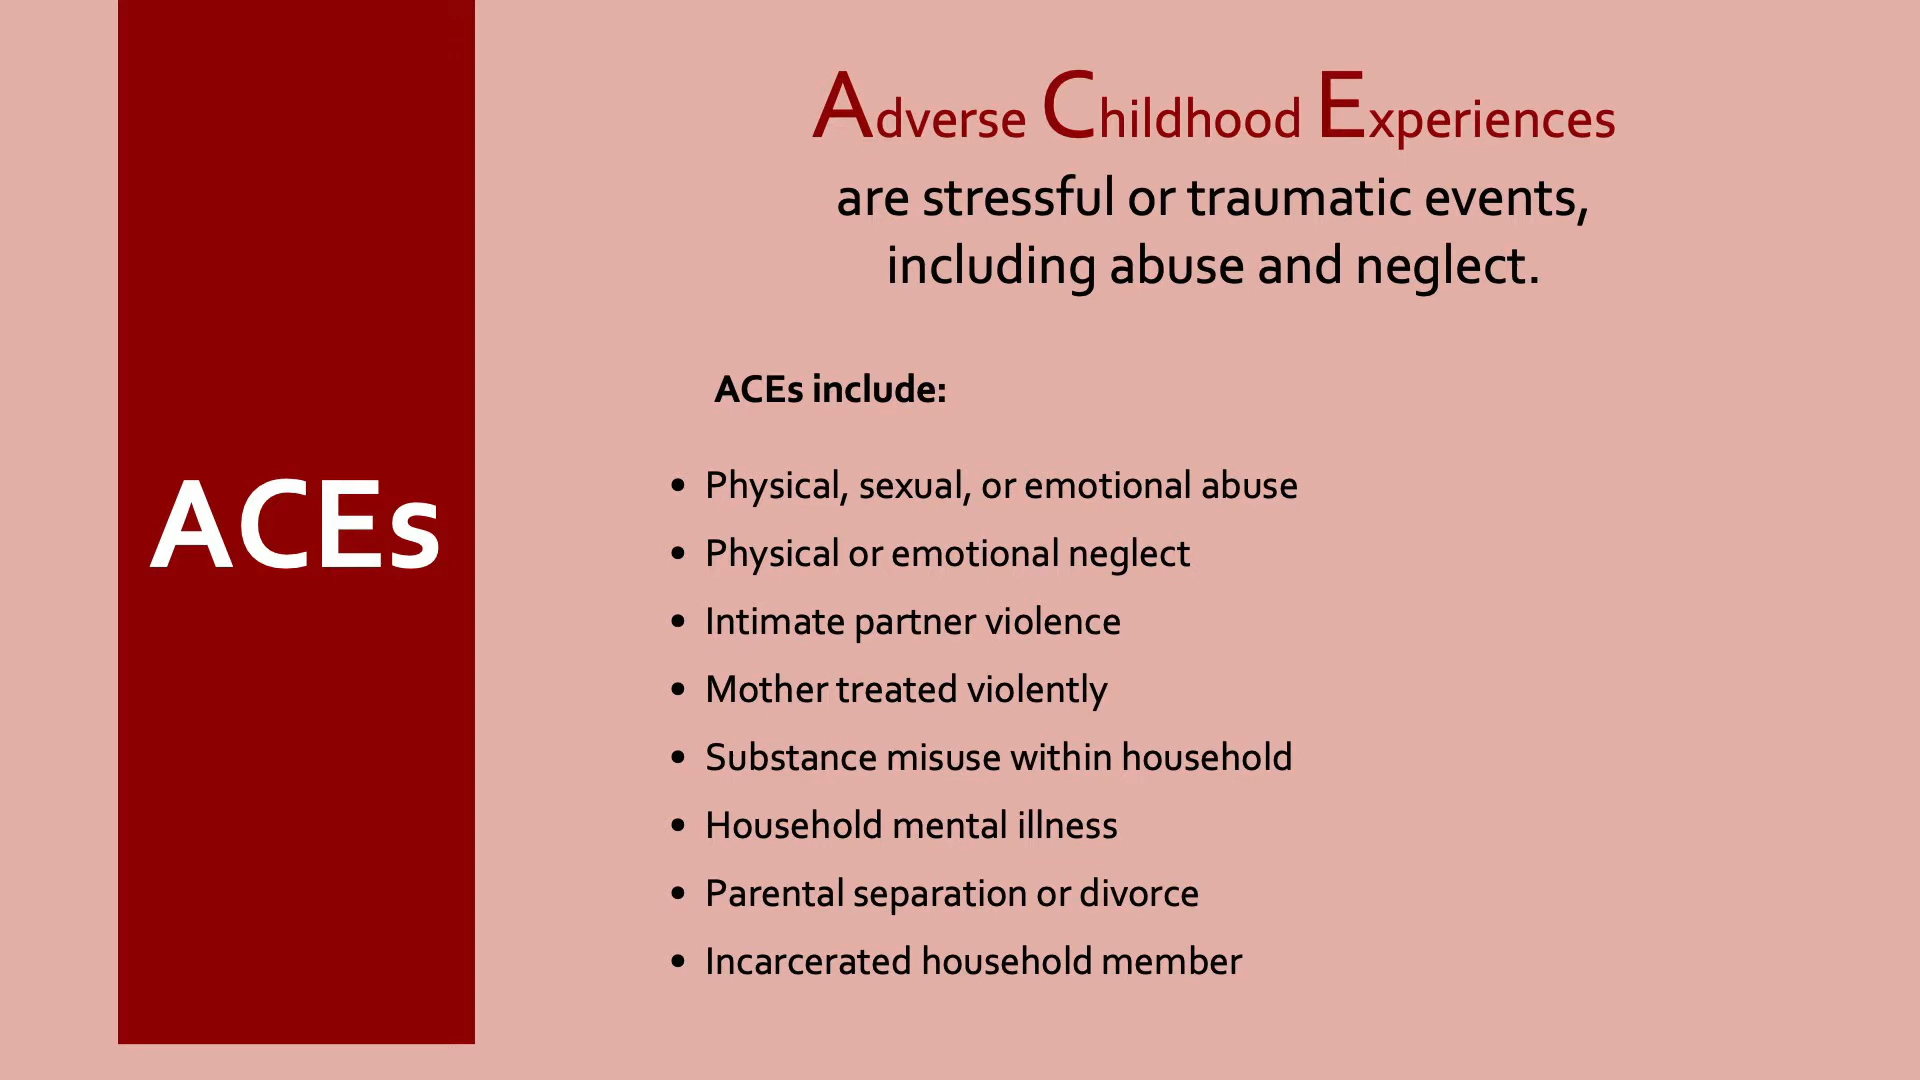 ACEs
Adverse Childhood Experiences
are stressful or traumatic events,
including abuse and neglect.
ACEs include:
• Physical, sexual, or emotional abuse
• Physical or emotional neglect
• Intimate partner violence
• Mother treated violently
• Substance misuse within household
• Household mental illness
• Parental separation or divorce
• Incarcerated household member